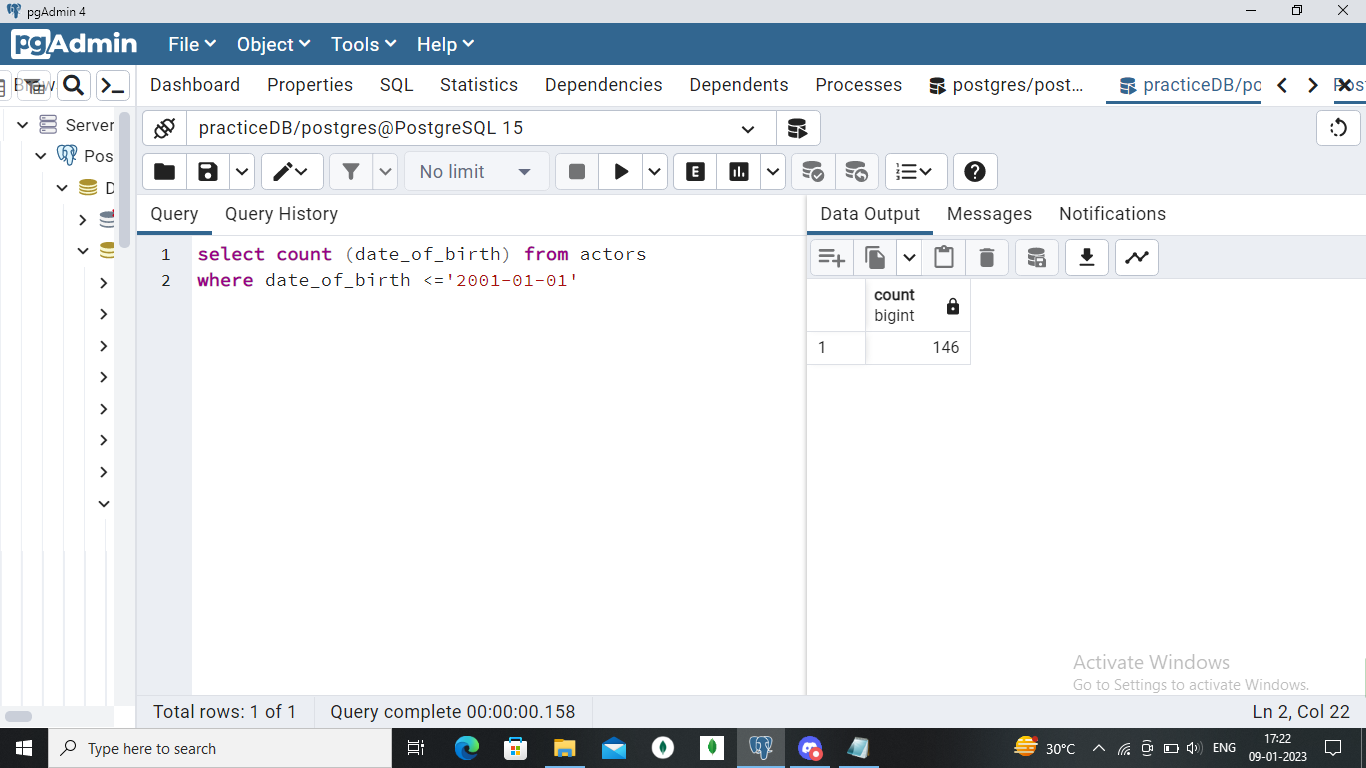 pgAdmin 4
pgAdmin File Object Tools Help
Dashboard Properties SQL Statistics Dependencies Dependents Processes postgres/post... practiceDB/po
Server
Pos
D
practiceDB/postgres@PostgreSQL 15
No limit
E
Query Query History
1 select count (date_of_birth) from actors
2 where date_of_birth <='2001-01-01'
Data Output Messages Notifications
count
bigint
1 146
Activate Windows
Go to Settings to activate Windows.
Total rows: 1 of 1 Query complete 00:00:00.158 Ln 2, Col 22
Type here to search
30°C ENG
17:22
09-01-2023